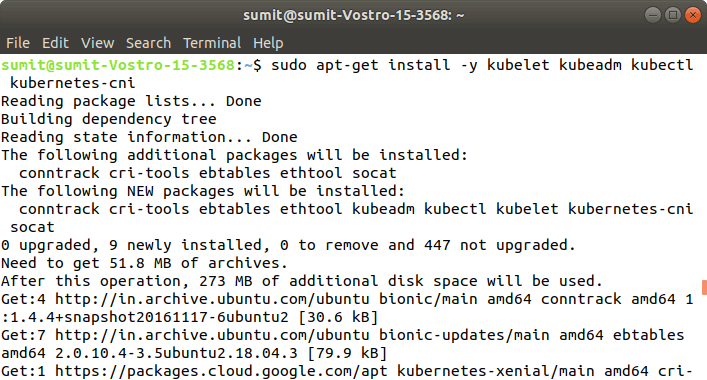 sumit@sumit-Vostro-15-3568: ~
File Edit View Search Terminal Help
sumit@sumit-Vostro-15-3568:~$ sudo apt-get install -y kubelet kubeadm kubectl
 kubernetes-cni
Reading package lists... Done
Building dependency tree
Reading state information... Done
The following additional packages will be installed:
  conntrack cri-tools ebtables ethtool socat
The following NEW packages will be installed:
  conntrack cri-tools ebtables ethtool kubeadm kubectl kubelet kubernetes-cni
  socat
0 upgraded, 9 newly installed, 0 to remove and 447 not upgraded.
Need to get 51.8 MB of archives.
After this operation, 273 MB of additional disk space will be used.
Get:4 http://in.archive.ubuntu.com/ubuntu bionic/main amd64 conntrack amd64 1
:1.4.4+snapshot20161117-6ubuntu2 [30.6 kB]
Get:7 http://in.archive.ubuntu.com/ubuntu bionic-updates/main amd64 ebtables
amd64 2.0.10.4-3.5ubuntu2.18.04.3 [79.9 kB]
Get:1 https://packages.cloud.google.com/apt kubernetes-xenial/main amd64 cri-